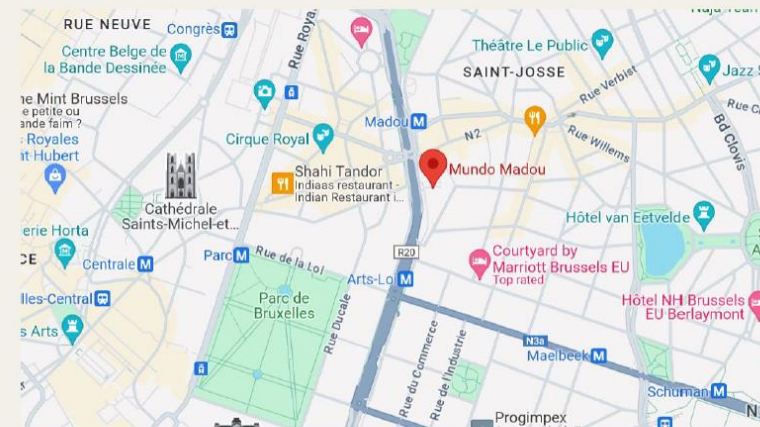 RUE NEUVE
Congrès
Centre Belge de
la Bande Dessinée
Rue Royal
Théâtre Le Public
SAINT-JOSSE
Rue Verbist
Jazz S
Mint Brussels
petite ou
faim ?
Royales
Hubert
Madou
N2
Rue Willems
Bd Clovis
Cirque Royal
Shahi Tandor
Indiaas restaurant -
Indian Restaurant i...
Mundo Madou
Cathédrale
Saints-Michel-et...
Hôtel van Eetvelde
erie Horta
CE
Centrale
Parc
Rue de la Loi
R20
Courtyard by
Marriott Brussels EU
Top rated
Arts-Loi
lles-Central
Parc de
Bruxelles
Rue Ducale
Hôtel NH Brussels
EU Berlaymont
s Arts
N3a
Maelbeek
Rue du Commerce
Rue de l'Industrie
Schuman
Progimpex